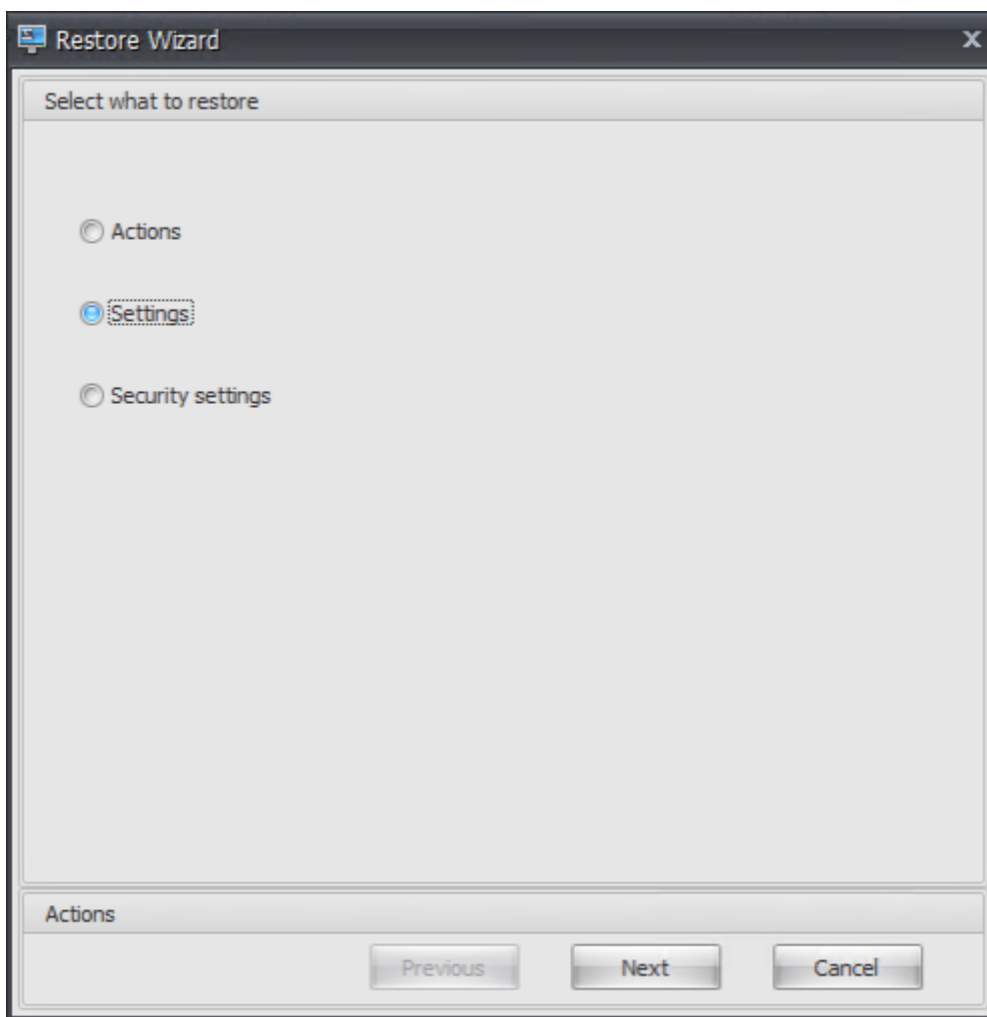 Restore Wizard
Select what to restore
Actions
Settings
Security settings
Actions
Previous Next Cancel